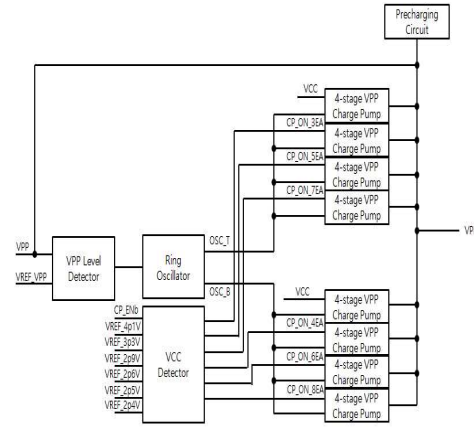 Precharging
Circuit
VCC
4-stage VPP
Charge Pump
CP_ON_3EA
4-stage VPP
Charge Pump
CP_ON_5EA
4-stage VPP
Charge Pump
CP_ON_7EA
4-stage VPP
Charge Pump
VPP
VREF_VPP
VPP Level
Detector
Ring
Oscillator
OSC_T
OSC_B
VP
CP_ENb
VREF_4p1V
VREF_3p3V
VREF_2p9V
VREF_2p6V
VREF_2p5V
VREF_2p4V
VCC
Detector
VCC
4-stage VPP
Charge Pump
CP_ON_4EA
4-stage VPP
Charge Pump
CP_ON_6EA
4-stage VPP
Charge Pump
CP_ON_8EA
4-stage VPP
Charge Pump